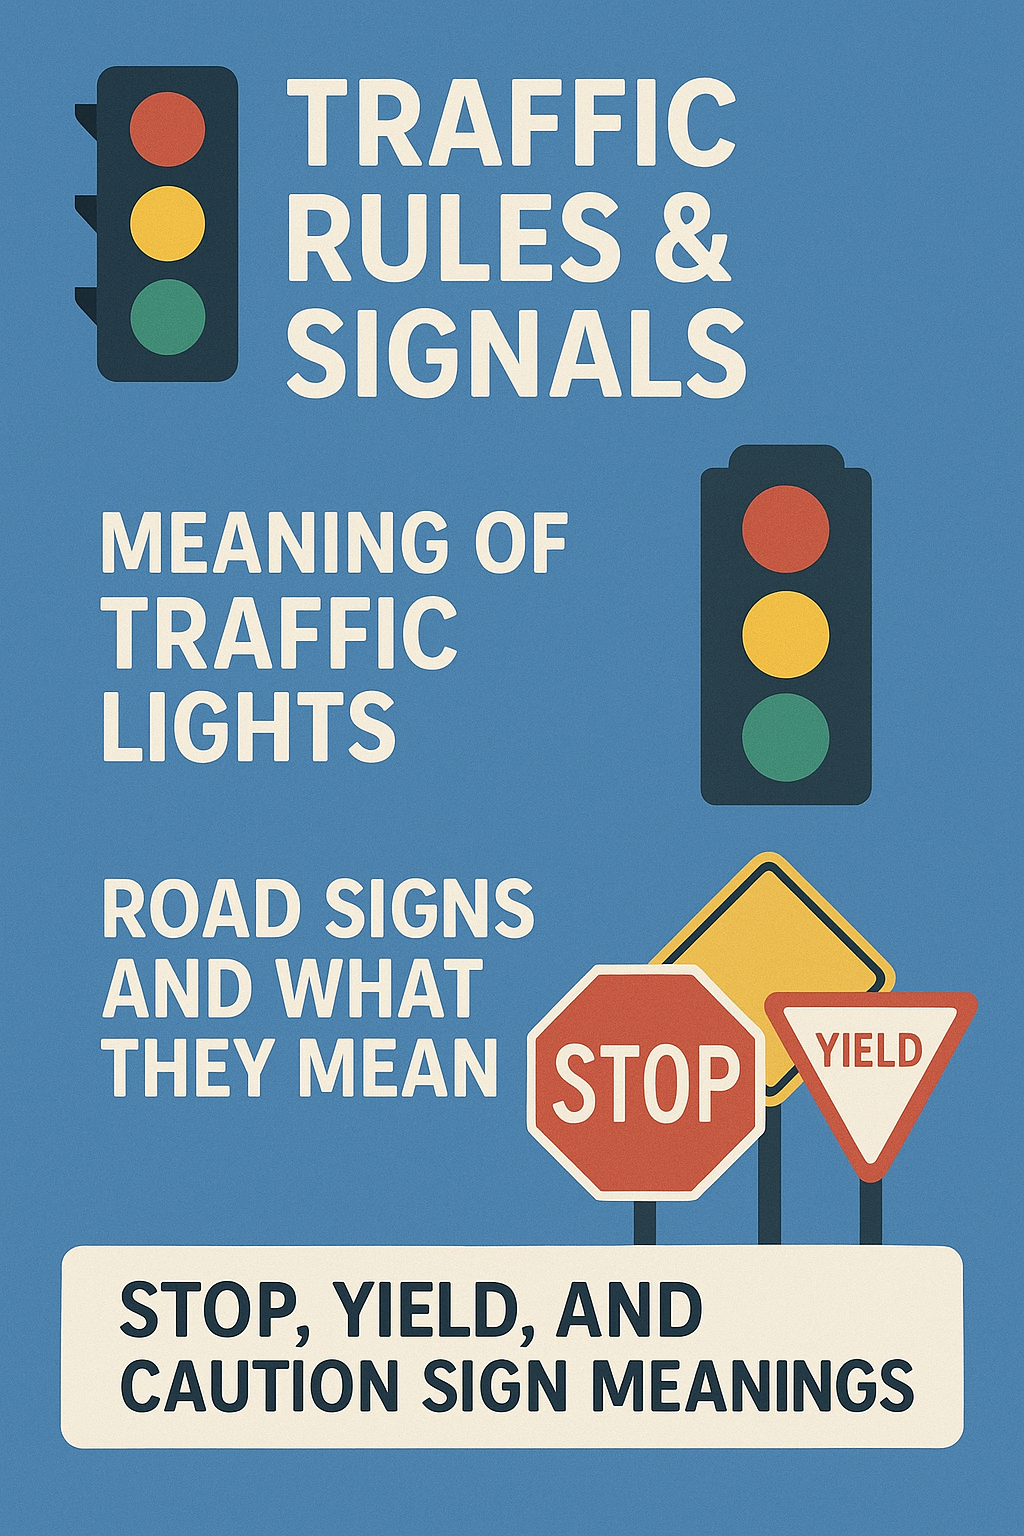 TRAFFIC
RULES &
SIGNALS
MEANING OF
TRAFFIC
LIGHTS
ROAD SIGNS
AND WHAT
THEY MEAN
STOP
YIELD
STOP, YIELD, AND
CAUTION SIGN MEANINGS